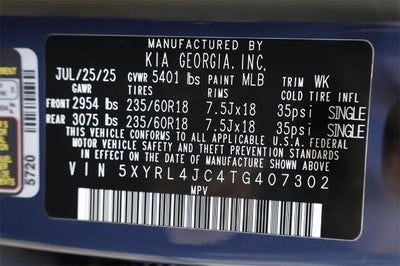 MANUFACTURED BY
KIA GEORGIA, INC.
JUL/25/25 GVWR 5401 lbs PAINT MLB TRIM WK
GAWR TIRES RIMS COLD TIRE INFL
FRONT 2954 lbs 235/60R18 7.5Jx18 35psi SINGLE
REAR 3075 lbs 235/60R18 7.5Jx18 35psi SINGLE
THIS VEHICLE CONFORMS TO ALL APPLICABLE U.S.A. FEDERAL
MOTOR VEHICLE SAFETY AND THEFT PREVENTION STANDARDS
IN EFFECT ON THE DATE OF MANUFACTURE SHOWN ABOVE.
VIN 5XYRL4JC4TG407302
MPV
5720